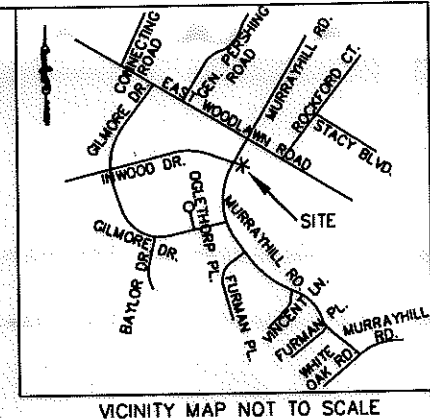 CONNECTING
ROAD
GEN. PERSHING
ROAD
MURRAYHILL RD.
ROCKFORD CT.
STACY BLVD.
EAST WOODLAWN ROAD
GILMORE DR.
INWOOD DR.
OGLETHORP PL.
SITE
GILMORE DR.
BAYLOR DR.
MURRAYHILL RD.
FURMAN PL.
VINCENT LN.
FURMAN PL.
WHITE
OAK RD.
MURRAYHILL
RD.
VICINITY MAP NOT TO SCALE